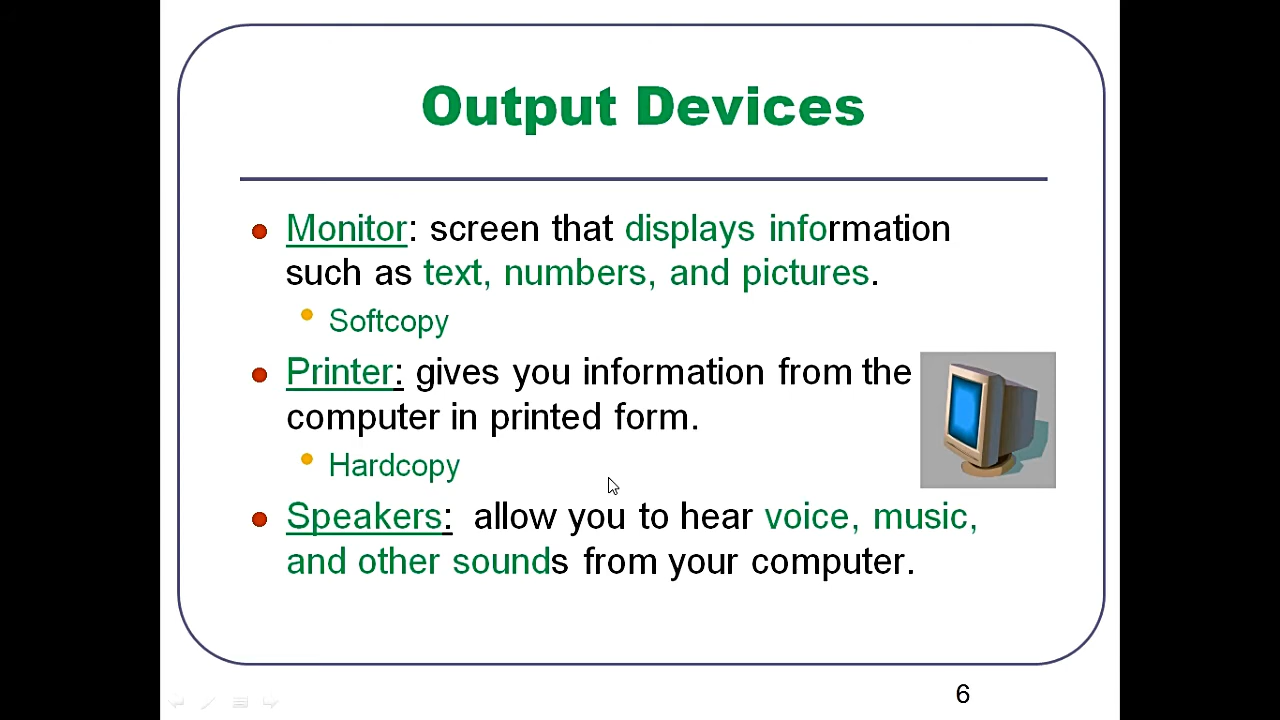 Output Devices
Monitor: screen that displays information
such as text, numbers, and pictures.
Softcopy
Printer: gives you information from the
computer in printed form.
Hardcopy
Speakers:  allow you to hear voice, music,
and other sounds from your computer.
6